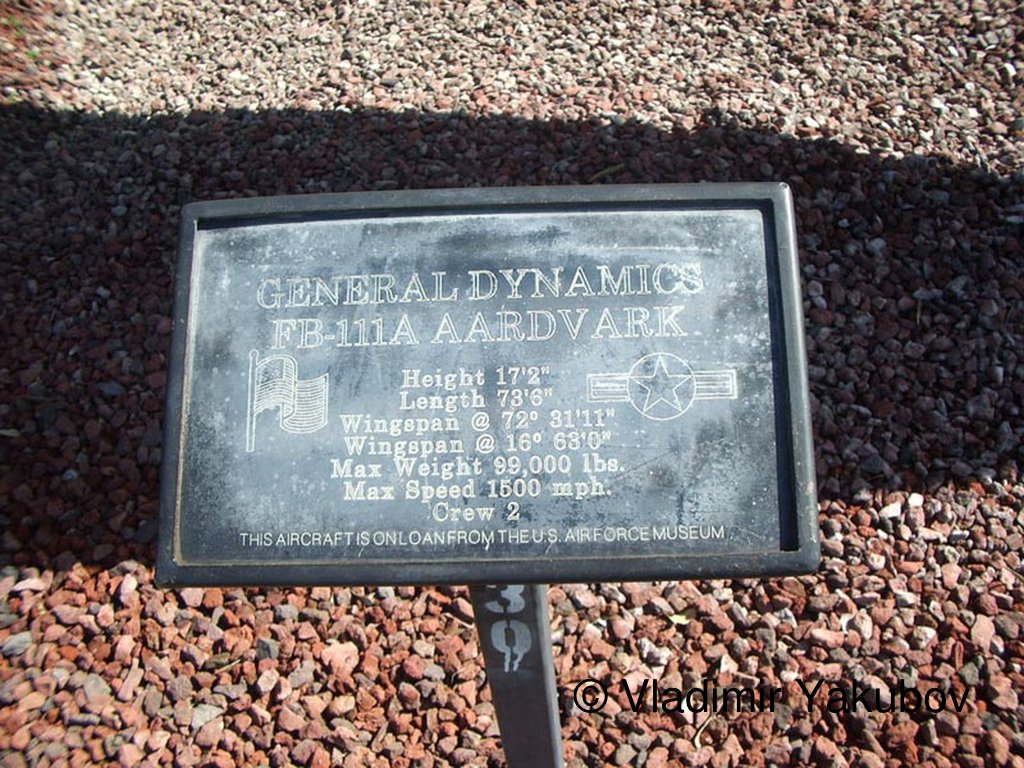 GENERAL DYNAMICS
FB-111A AARDVARK
Height 17'2"
Length 73'6"
Wingspan @ 72° 31'11"
Wingspan @ 16° 63'0"
Max Weight 99,000 lbs.
Max Speed 1500 mph.
Crew 2
THIS AIRCRAFT IS ON LOAN FROM THE U.S. AIR FORCE MUSEUM
30"
© Vladimir Yakubov